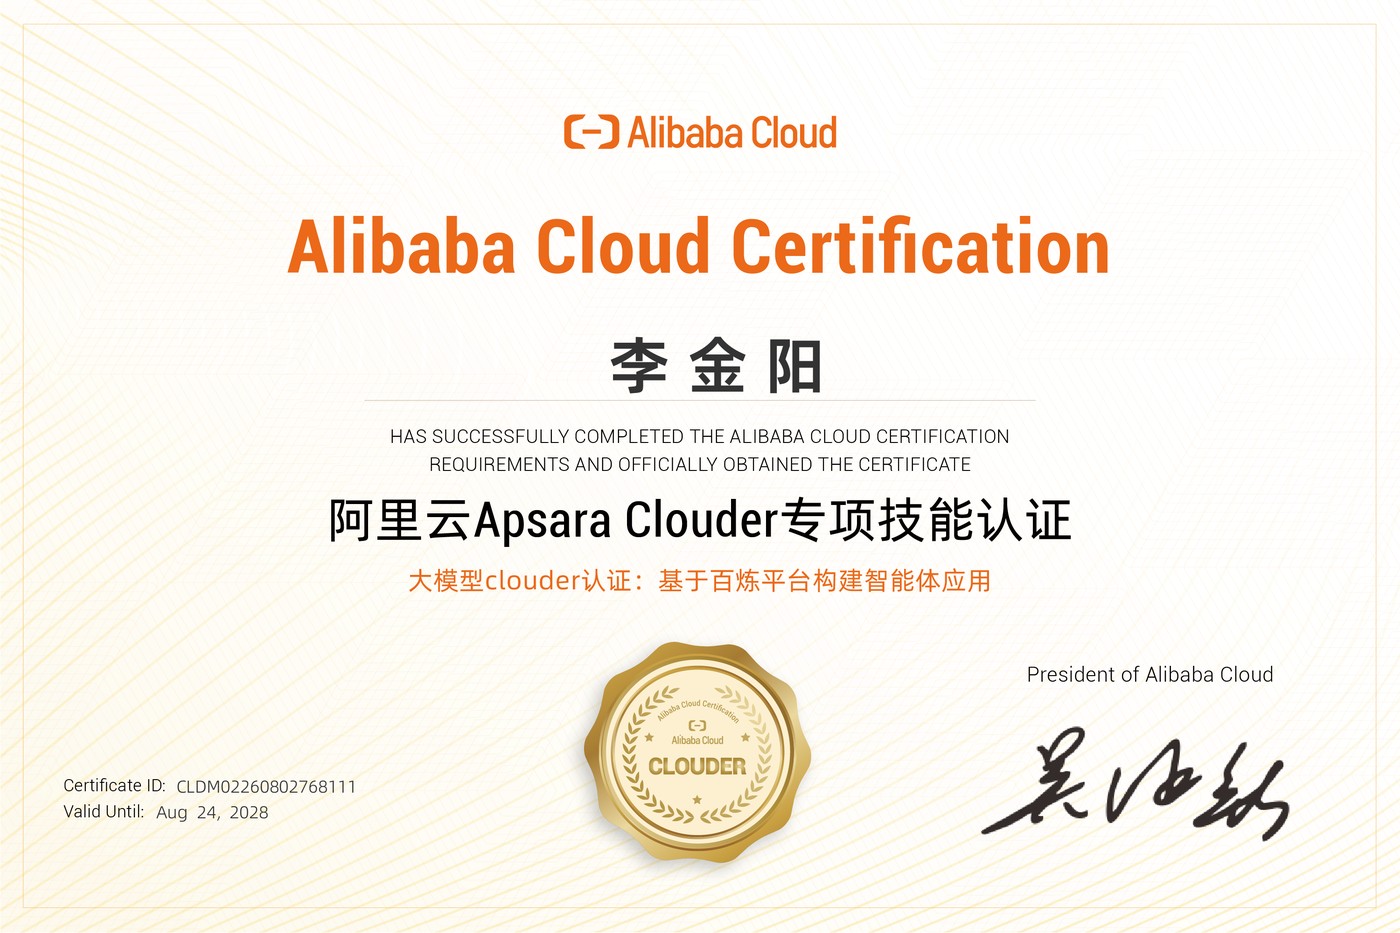 Alibaba Cloud
Alibaba Cloud Certification
李金阳
HAS SUCCESSFULLY COMPLETED THE ALIBABA CLOUD CERTIFICATION
REQUIREMENTS AND OFFICIALLY OBTAINED THE CERTIFICATE
阿里云Apsara Clouder专项技能认证
大模型clouder认证：基于百炼平台构建智能体应用
Alibaba Cloud Certification
Alibaba Cloud
CLOUDER
President of Alibaba Cloud
Certificate ID: CLDM02260802768111
Valid Until: Aug 24, 2028